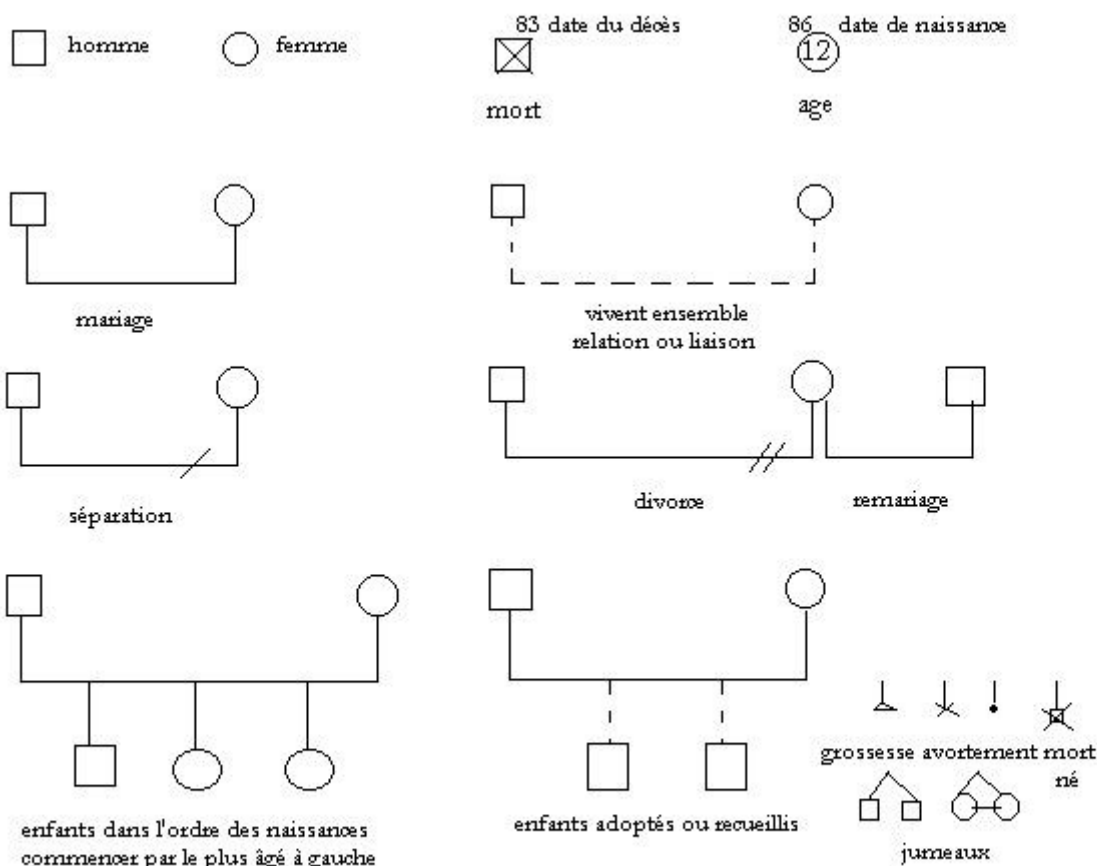 homme
femme
83 date du décès
86 date de naissance
12
mort
age
mariage
vivent ensemble
relation ou liaison
séparation
divorce
remariage
enfants dans l'ordre des naissances
commencer par le plus âgé à gauche
enfants adoptés ou recueillis
grossesse avortement mort
né
jumeaux